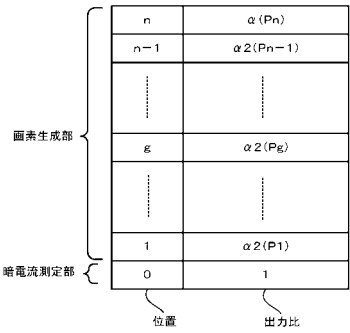 n α(Pn)
n-1 α2(Pn-1)
画素生成部
g α2(Pg)
1 α2(P1)
暗電流測定部
0 1
位置 出力比